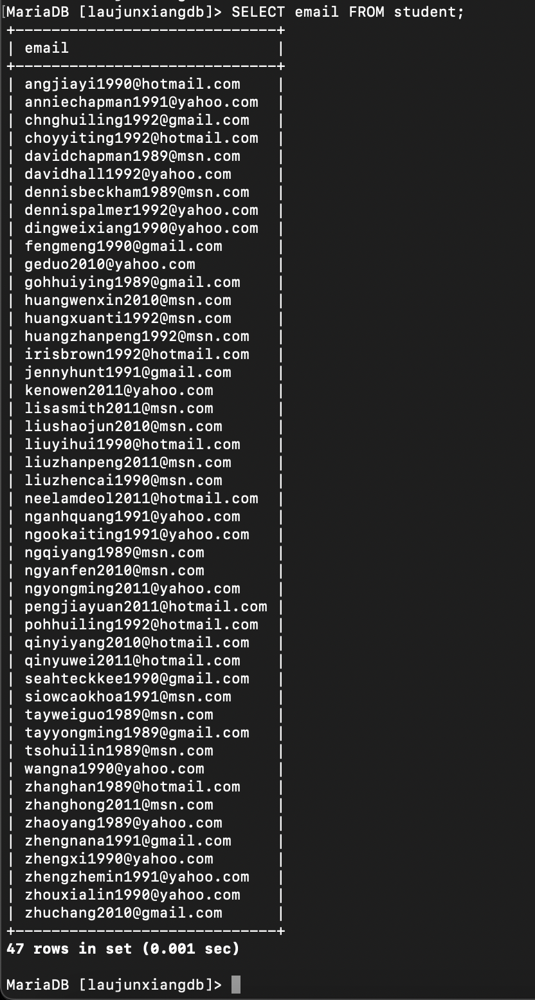 MariaDB [laujunxiangdb]> SELECT email FROM student;
+-----------------------------+
| email                       |
+-----------------------------+
| angjiayi1990@hotmail.com    |
| anniechapman1991@yahoo.com  |
| chnghuiling1992@gmail.com   |
| choyyiting1992@hotmail.com  |
| davidchapman1989@msn.com    |
| davidhall1992@yahoo.com     |
| dennisbeckham1989@msn.com   |
| dennispalmer1992@yahoo.com  |
| dingweixiang1990@yahoo.com  |
| fengmeng1990@gmail.com      |
| geduo2010@yahoo.com         |
| gohhuiying1989@gmail.com    |
| huangwenxin2010@msn.com     |
| huangxuanti1992@msn.com     |
| huangzhanpeng1992@msn.com   |
| irisbrown1992@hotmail.com   |
| jennyhunt1991@gmail.com     |
| kenowen2011@yahoo.com       |
| lisasmith2011@msn.com       |
| liushaojun2010@msn.com      |
| liuyihui1990@hotmail.com    |
| liuzhanpeng2011@msn.com     |
| liuzhencai1990@msn.com      |
| neelamdeol2011@hotmail.com  |
| nganhquang1991@yahoo.com    |
| ngookaiting1991@yahoo.com   |
| ngqiyang1989@msn.com        |
| ngyanfen2010@msn.com        |
| ngyongming2011@yahoo.com    |
| pengjiayuan2011@hotmail.com |
| pohhuiling1992@hotmail.com  |
| qinyiyang2010@hotmail.com   |
| qinyuwei2011@hotmail.com    |
| seahteckkee1990@gmail.com   |
| siowcaokhoa1991@msn.com     |
| tayweiguo1989@msn.com       |
| tayyongming1989@gmail.com   |
| tsohuilin1989@msn.com       |
| wangna1990@yahoo.com        |
| zhanghan1989@hotmail.com    |
| zhanghong2011@msn.com       |
| zhaoyang1989@yahoo.com      |
| zhengnana1991@gmail.com     |
| zhengxi1990@yahoo.com       |
| zhengzhemin1991@yahoo.com   |
| zhouxialin1990@yahoo.com    |
| zhuchang2010@gmail.com      |
+-----------------------------+
47 rows in set (0.001 sec)
MariaDB [laujunxiangdb]>